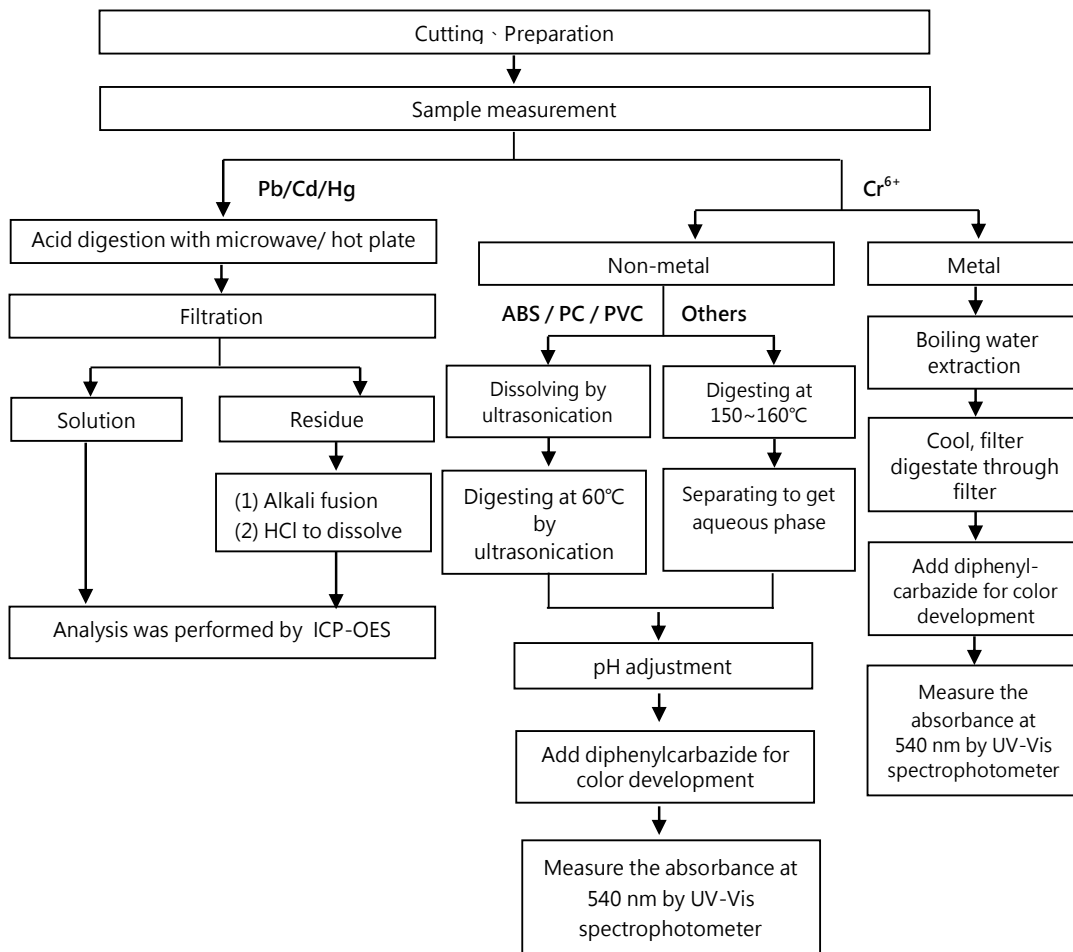 Cutting、Preparation
Sample measurement
Pb/Cd/Hg
Cr⁶⁺
Acid digestion with microwave/ hot plate
Filtration
Solution
Residue
(1) Alkali fusion
(2) HCl to dissolve
Analysis was performed by ICP-OES
Non-metal
ABS / PC / PVC
Others
Dissolving by
ultrasonication
Digesting at 60℃
by
ultrasonication
Digesting at
150~160℃
Separating to get
aqueous phase
pH adjustment
Add diphenylcarbazide for
color development
Measure the absorbance at
540 nm by UV-Vis
spectrophotometer
Metal
Boiling water
extraction
Cool, filter
digestate through
filter
Add diphenyl-
carbazide for color
development
Measure the
absorbance at
540 nm by UV-Vis
spectrophotometer